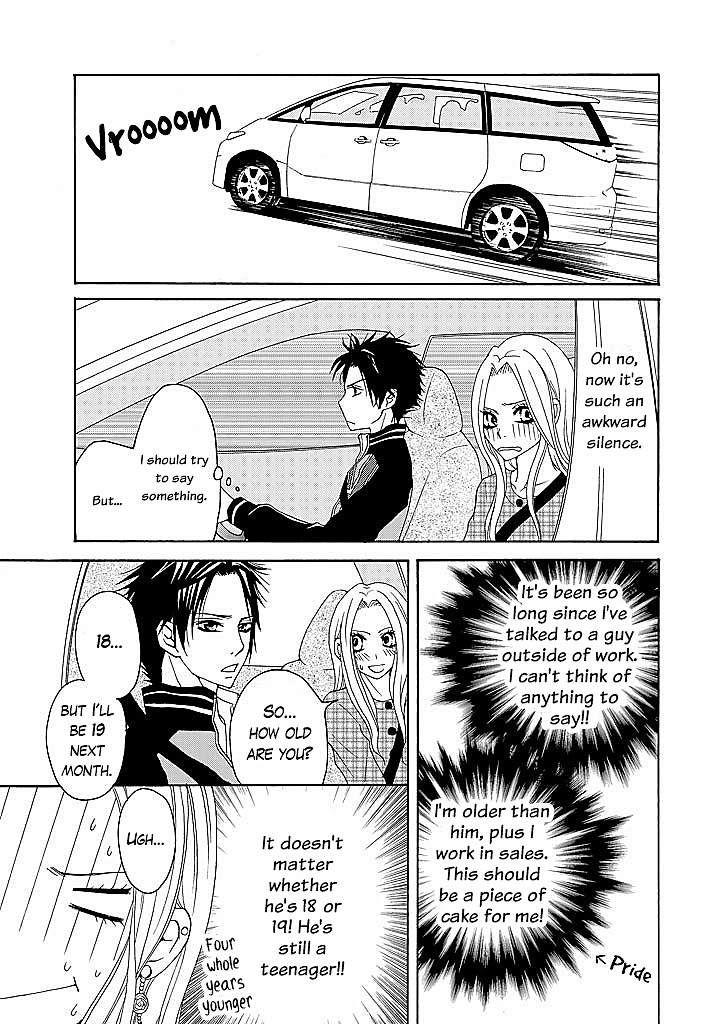 Vroooom
Oh no,
now it's
such an
awkward
silence.
I should try
to say
something.
But...
It's been so
long since I've
talked to a guy
outside of work.
I can't think of
anything to
say!!
I'm older than
him, plus I
work in sales.
This should
be a piece of
cake for me!
Pride
So...
HOW OLD
ARE YOU?
18...
BUT I'LL
BE 19
NEXT
MONTH.
It doesn't
matter
whether
he's 18 or
19! He's
still a
teenager!!
Four
whole
years
younger
UGH...